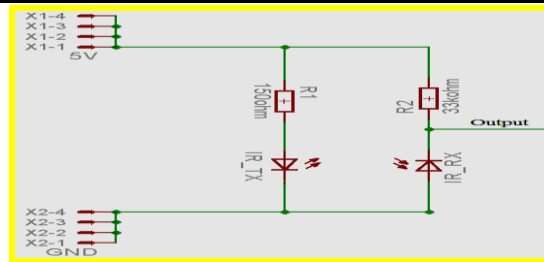 X1-4
X1-3
X1-2
X1-1
5V
R1
150ohm
R2
33kohm
Output
IR_TX
IR_RX
X2-4
X2-3
X2-2
X2-1
GND